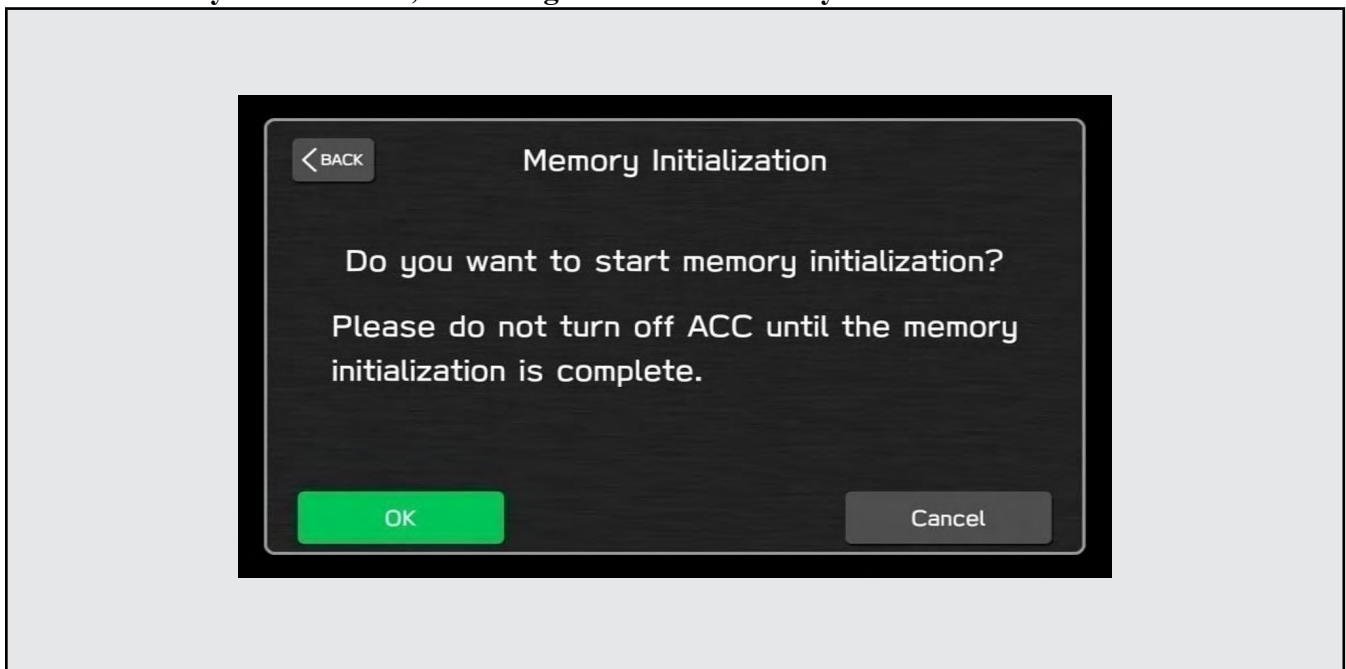 BACK
Memory Initialization
Do you want to start memory initialization?
Please do not turn off ACC until the memory
initialization is complete.
OK
Cancel